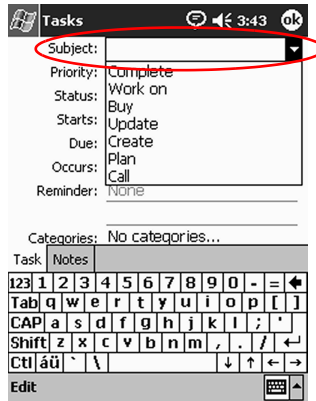 Tasks 3:43 ok
Subject:
Priority: Complete
Work on
Status:
Buy
Starts: Update
Due: Create
Plan
Occurs:
Call
Reminder: None
Categories: No categories...
Task Notes
123 1 2 3 4 5 6 7 8 9 0 - =
Tab q w e r t y u i o p [ ]
CAP a s d f g h j k l ; '
Shift z x c v b n m , . /
Ctl áü ` \
Edit